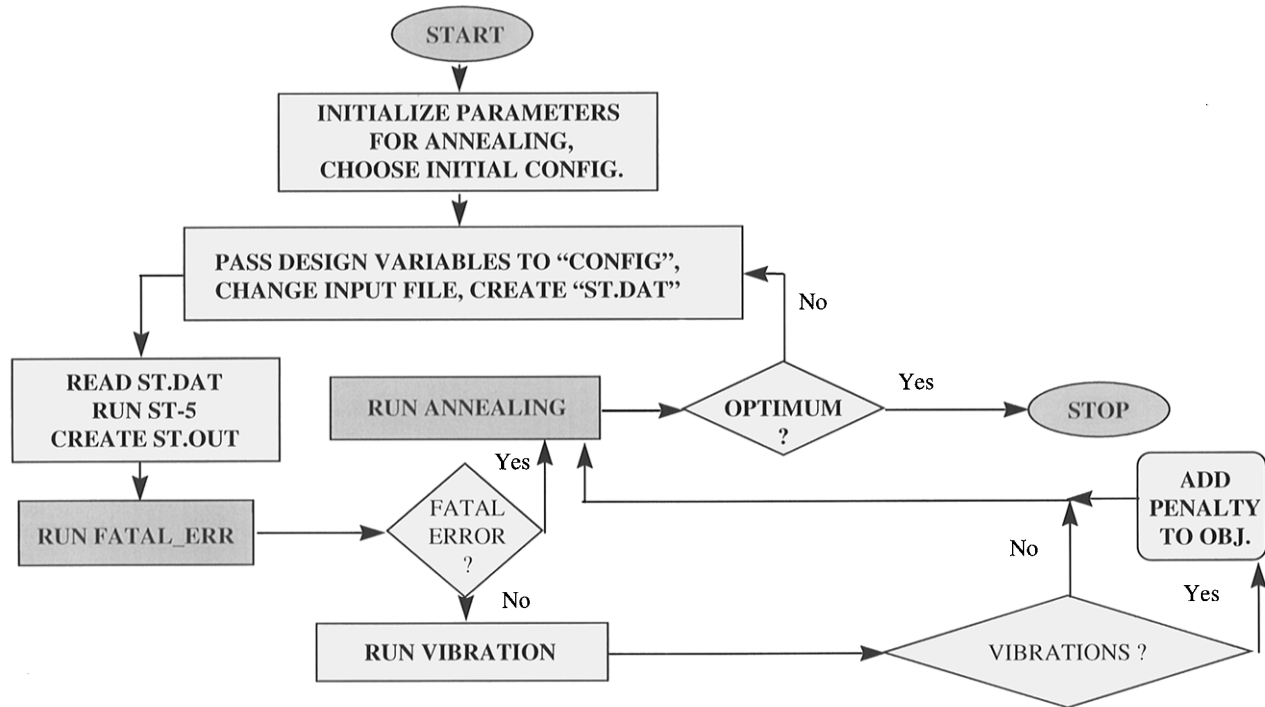 START
INITIALIZE PARAMETERS
FOR ANNEALING,
CHOOSE INITIAL CONFIG.
PASS DESIGN VARIABLES TO “CONFIG”,
CHANGE INPUT FILE, CREATE “ST.DAT”
No
READ ST.DAT
RUN ST-5
CREATE ST.OUT
RUN ANNEALING
OPTIMUM
?
Yes
STOP
RUN FATAL_ERR
FATAL
ERROR
?
Yes
No
RUN VIBRATION
VIBRATIONS ?
No
Yes
ADD
PENALTY
TO OBJ.